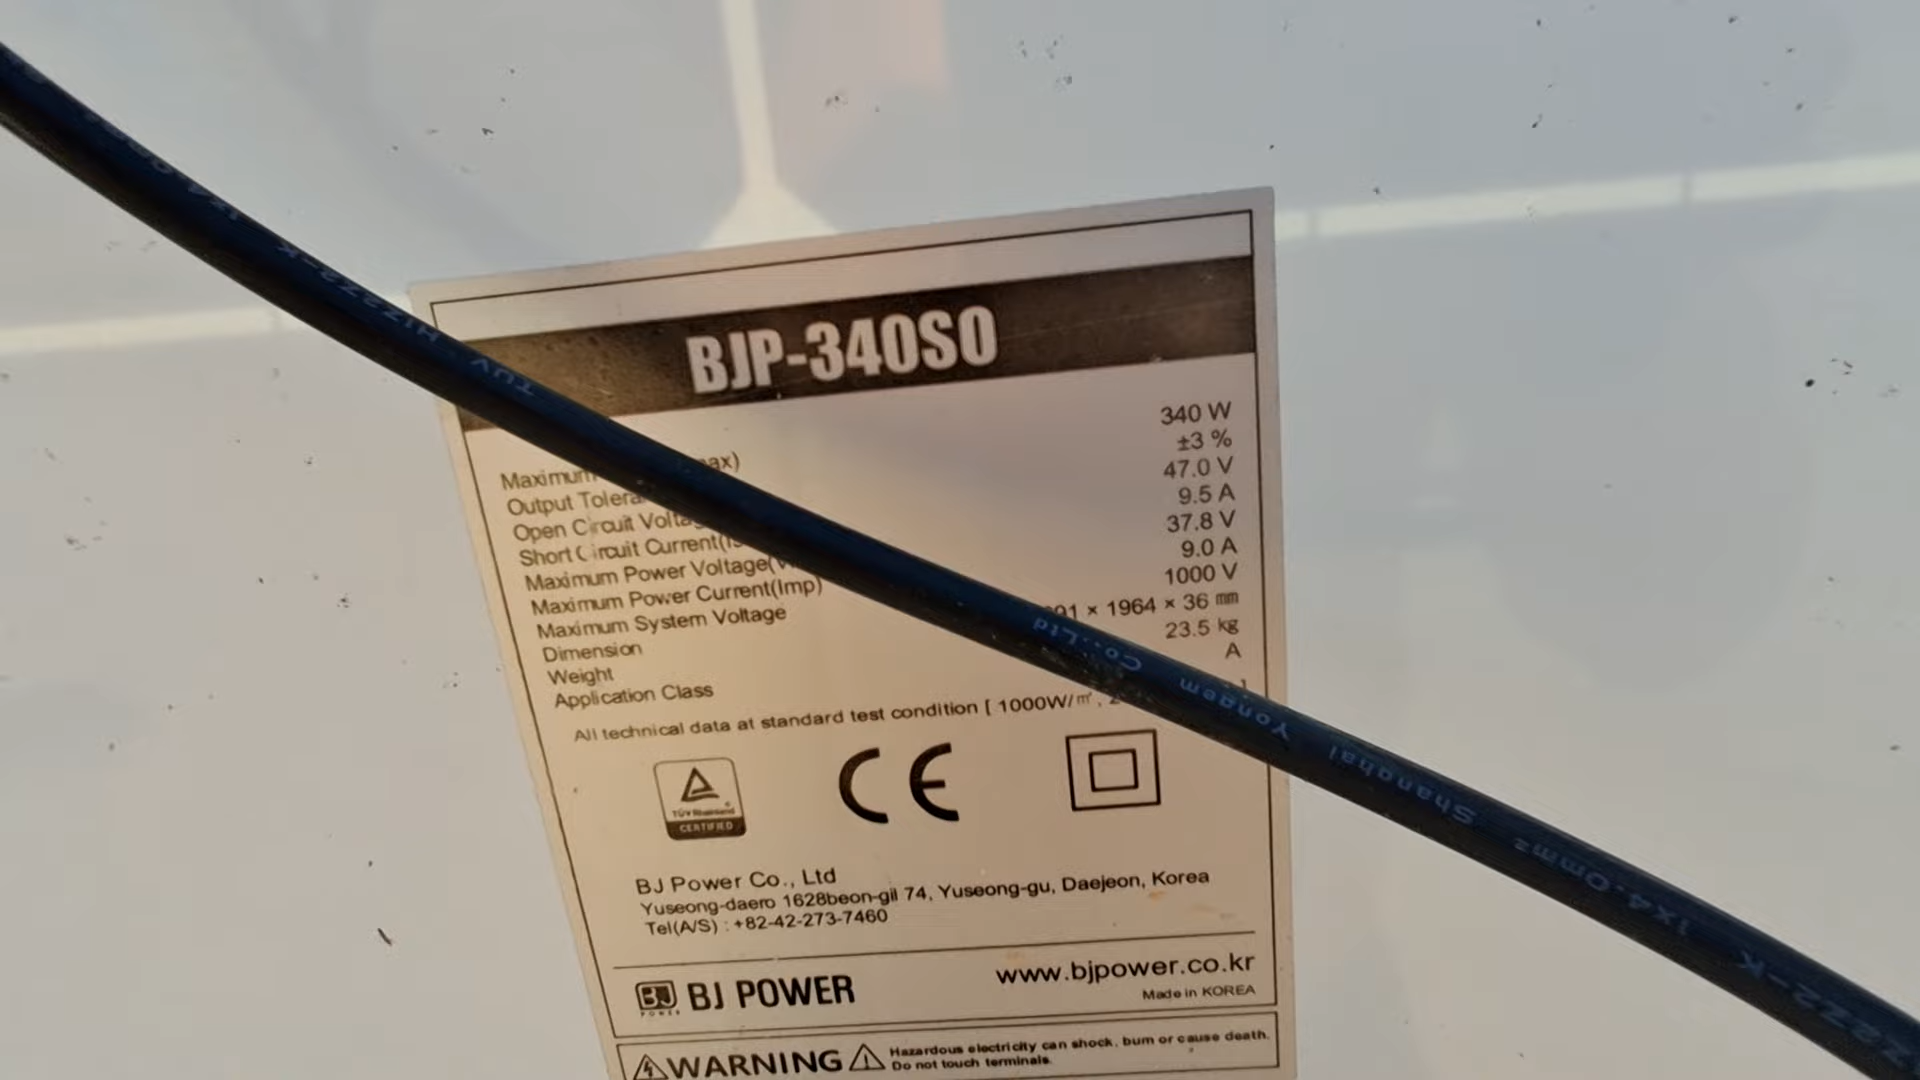 BJP-340SO
Maximum ax) 340 W
Output Tolera ±3 %
Open Circuit Volta 47.0 V
Short Circuit Current(Is 9.5 A
Maximum Power Voltage(V 37.8 V
Maximum Power Current(Imp) 9.0 A
Maximum System Voltage 1000 V
Dimension 91 × 1964 × 36 mm
Weight 23.5 kg
Application Class A
All technical data at standard test condition [ 1000W/㎡,
TÜV Rheinland
CERTIFIED
CE
BJ Power Co., Ltd
Yuseong-daero 1628beon-gil 74, Yuseong-gu, Daejeon, Korea
Tel(A/S) : +82-42-273-7460
BJ POWER
BJ POWER
www.bjpower.co.kr
Made in KOREA
WARNING Hazardous electricity can shock, burn or cause death.
Do not touch terminals.
TUV H1Z2Z2-K
H1Z2Z2-K 1X4.0mm² Shanghai Yongem Co.,Ltd